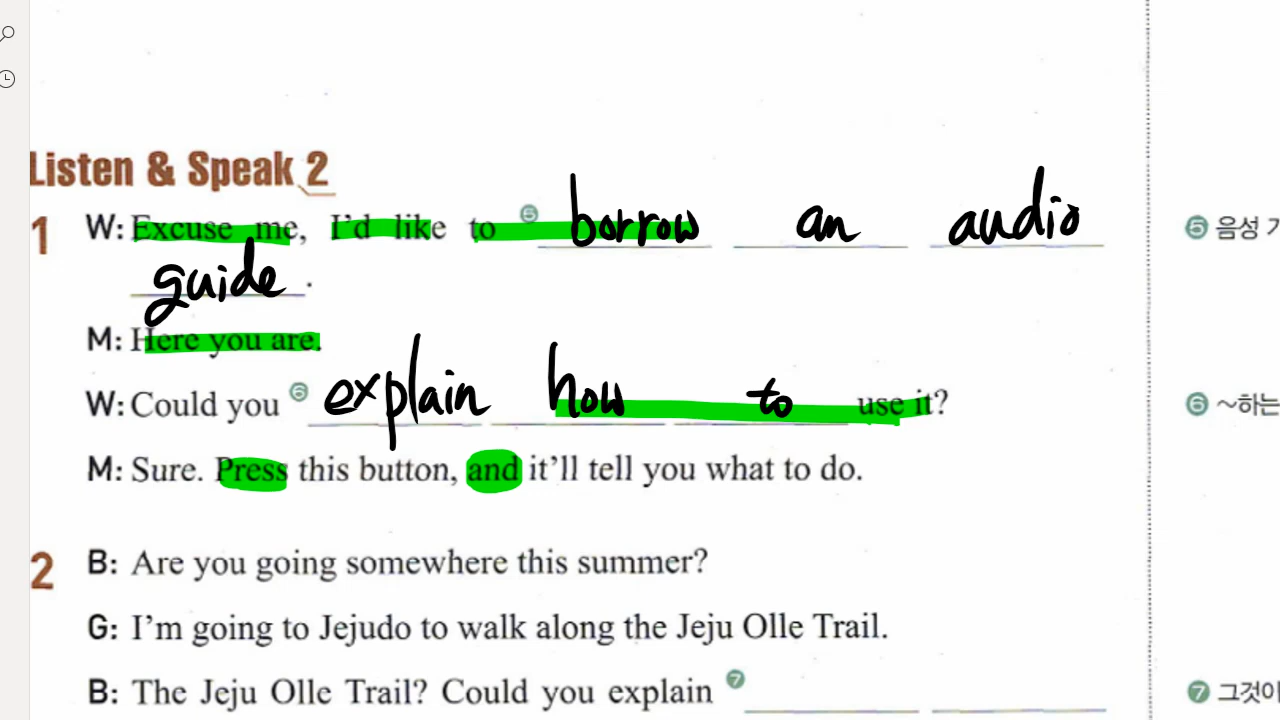 Listen & Speak 2
1 W: Excuse me, I'd like to ⑤ borrow an audio ⑤ 음성
guide.
M: Here you are.
W: Could you ⑥ explain how to use it? ⑥ ~하는
M: Sure. Press this button, and it'll tell you what to do.
2 B: Are you going somewhere this summer?
G: I'm going to Jejudo to walk along the Jeju Olle Trail.
B: The Jeju Olle Trail? Could you explain ⑦ ⑦ 그것이